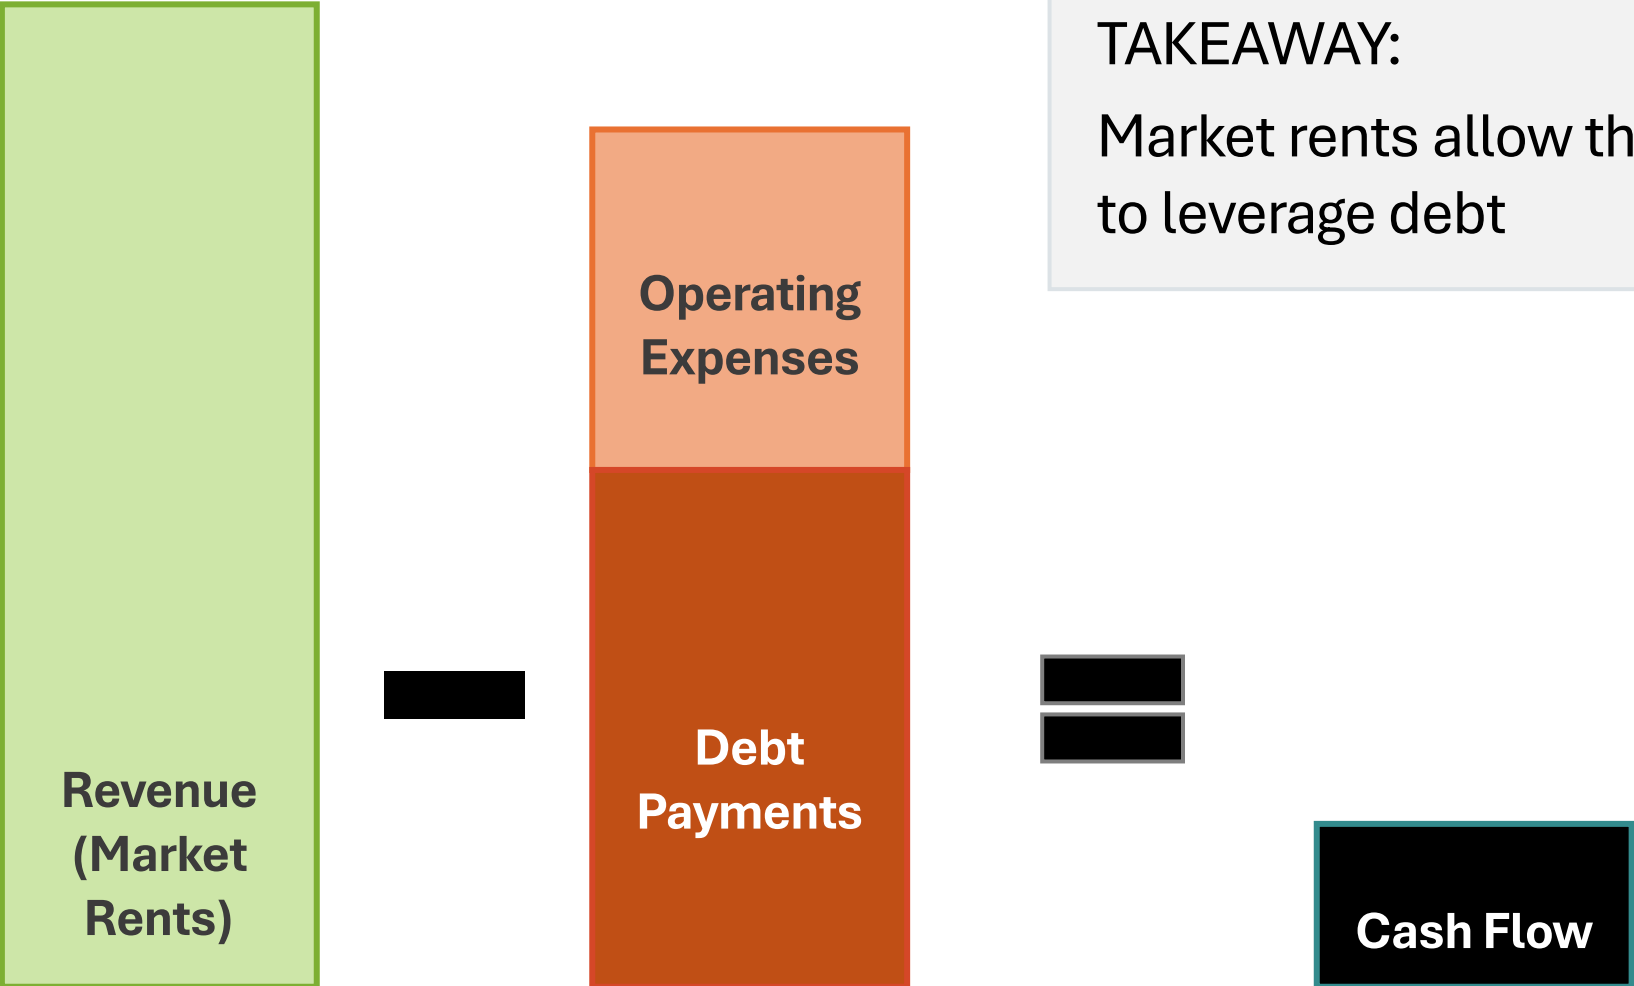 TAKEAWAY:
Market rents allow th
to leverage debt
Operating
Expenses
Debt
Payments
Revenue
(Market
Rents)
Cash Flow